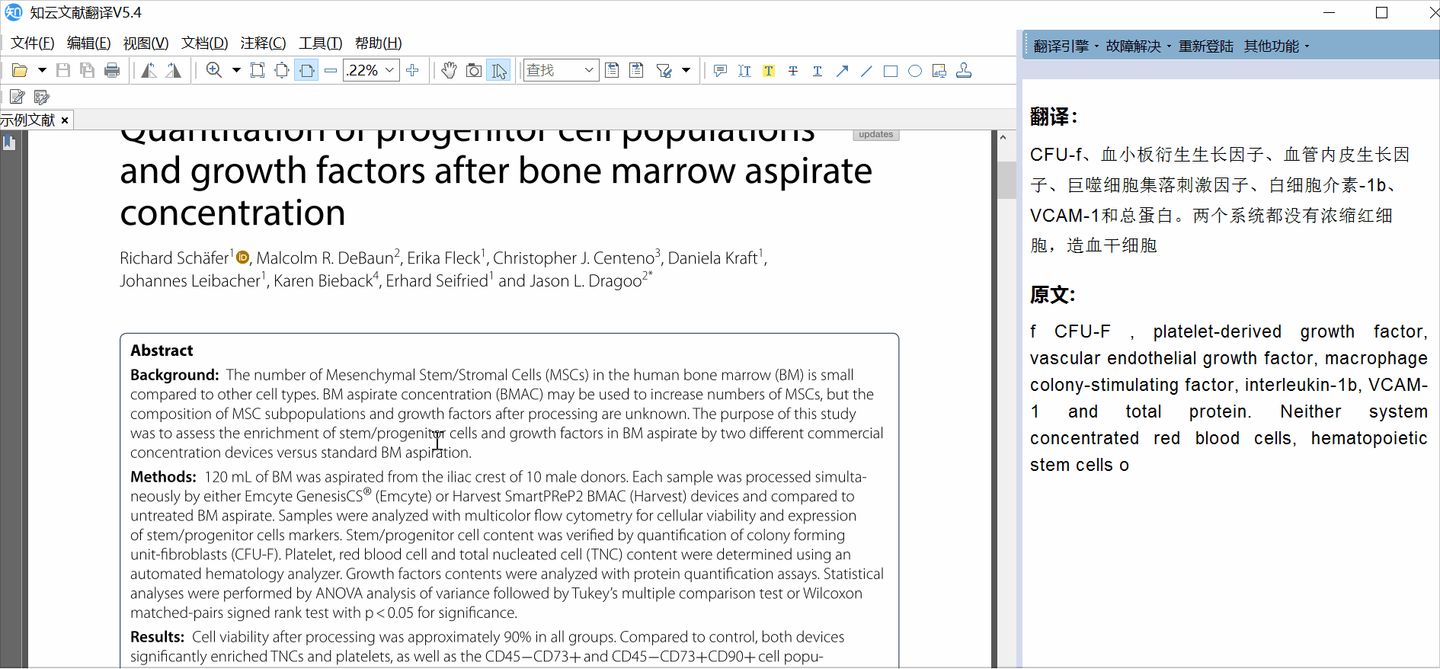 知云文献翻译V5.4
文件(F) 编辑(E) 视图(V) 文档(D) 注释(C) 工具(T) 帮助(H)
翻译引擎 故障解决 重新登陆 其他功能
.22% 查找
示例文献 ×
updates
Quantitation of progenitor cell populations
and growth factors after bone marrow aspirate
concentration
Richard Schäfer1, Malcolm R. DeBaun2, Erika Fleck1, Christopher J. Centeno3, Daniela Kraft1,
Johannes Leibacher1, Karen Bieback4, Erhard Seifried1 and Jason L. Dragoo2*
Abstract
Background: The number of Mesenchymal Stem/Stromal Cells (MSCs) in the human bone marrow (BM) is small
compared to other cell types. BM aspirate concentration (BMAC) may be used to increase numbers of MSCs, but the
composition of MSC subpopulations and growth factors after processing are unknown. The purpose of this study
was to assess the enrichment of stem/progenitor cells and growth factors in BM aspirate by two different commercial
concentration devices versus standard BM aspiration.
Methods: 120 mL of BM was aspirated from the iliac crest of 10 male donors. Each sample was processed simulta-
neously by either Emcyte GenesisCS® (Emcyte) or Harvest SmartPReP2 BMAC (Harvest) devices and compared to
untreated BM aspirate. Samples were analyzed with multicolor flow cytometry for cellular viability and expression
of stem/progenitor cells markers. Stem/progenitor cell content was verified by quantification of colony forming
unit-fibroblasts (CFU-F). Platelet, red blood cell and total nucleated cell (TNC) content were determined using an
automated hematology analyzer. Growth factors contents were analyzed with protein quantification assays. Statistical
analyses were performed by ANOVA analysis of variance followed by Tukey's multiple comparison test or Wilcoxon
matched-pairs signed rank test with p < 0.05 for significance.
Results: Cell viability after processing was approximately 90% in all groups. Compared to control, both devices
significantly enriched TNCs and platelets, as well as the CD45−CD73+ and CD45−CD73+CD90+ cell popu-
翻译：
CFU-f、血小板衍生生长因子、血管内皮生长因
子、巨噬细胞集落刺激因子、白细胞介素-1b、
VCAM-1和总蛋白。两个系统都没有浓缩红细
胞，造血干细胞
原文:
f CFU-F , platelet-derived growth factor,
vascular endothelial growth factor, macrophage
colony-stimulating factor, interleukin-1b, VCAM-
1 and total protein. Neither system
concentrated red blood cells, hematopoietic
stem cells o